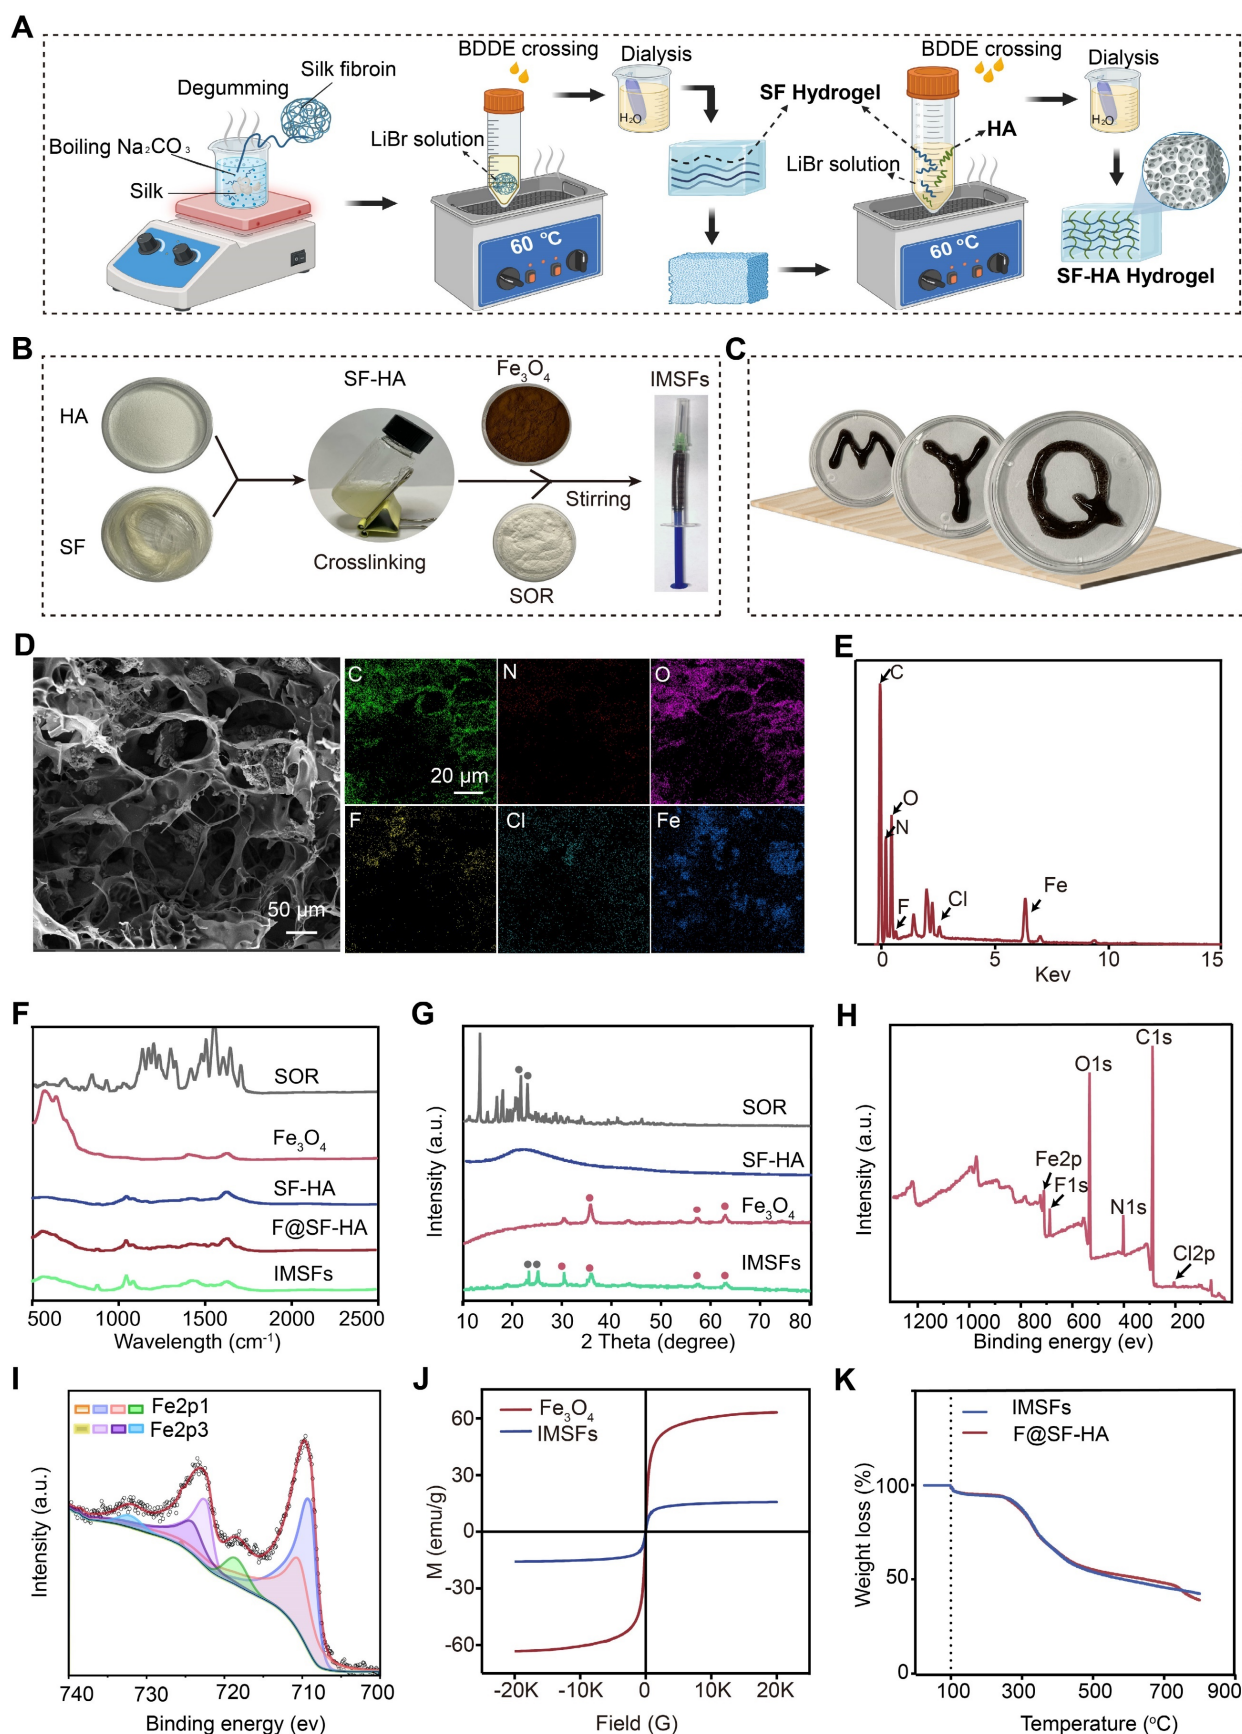 A
Degumming
Silk fibroin
Boiling Na₂CO₃
Silk
BDDE crossing
LiBr solution
60 °C
Dialysis
H₂O
SF Hydrogel
BDDE crossing
HA
LiBr solution
60 °C
Dialysis
H₂O
SF-HA Hydrogel
B
HA
SF
SF-HA
Crosslinking
Fe₃O₄
Stirring
SOR
IMSFs
C
M
Y
Q
D
50 μm
C
20 μm
N
O
F
Cl
Fe
E
C
O
N
F
Cl
Fe
0 5 10 15
Kev
F
SOR
Fe₃O₄
SF-HA
F@SF-HA
IMSFs
500 1000 1500 2000 2500
Wavelength (cm⁻¹)
G
Intensity (a.u.)
SOR
SF-HA
Fe₃O₄
IMSFs
10 20 30 40 50 60 70 80
2 Theta (degree)
H
Intensity (a.u.)
C1s
O1s
Fe2p
F1s
N1s
Cl2p
1200 1000 800 600 400 200
Binding energy (ev)
I
Intensity (a.u.)
Fe2p1
Fe2p3
740 730 720 710 700
Binding energy (ev)
J
M (emu/g)
Fe₃O₄
IMSFs
60
30
0
-30
-60
-20K -10K 0 10K 20K
Field (G)
K
Weight loss (%)
IMSFs
F@SF-HA
100
50
0
100 300 500 700 900
Temperature (°C)